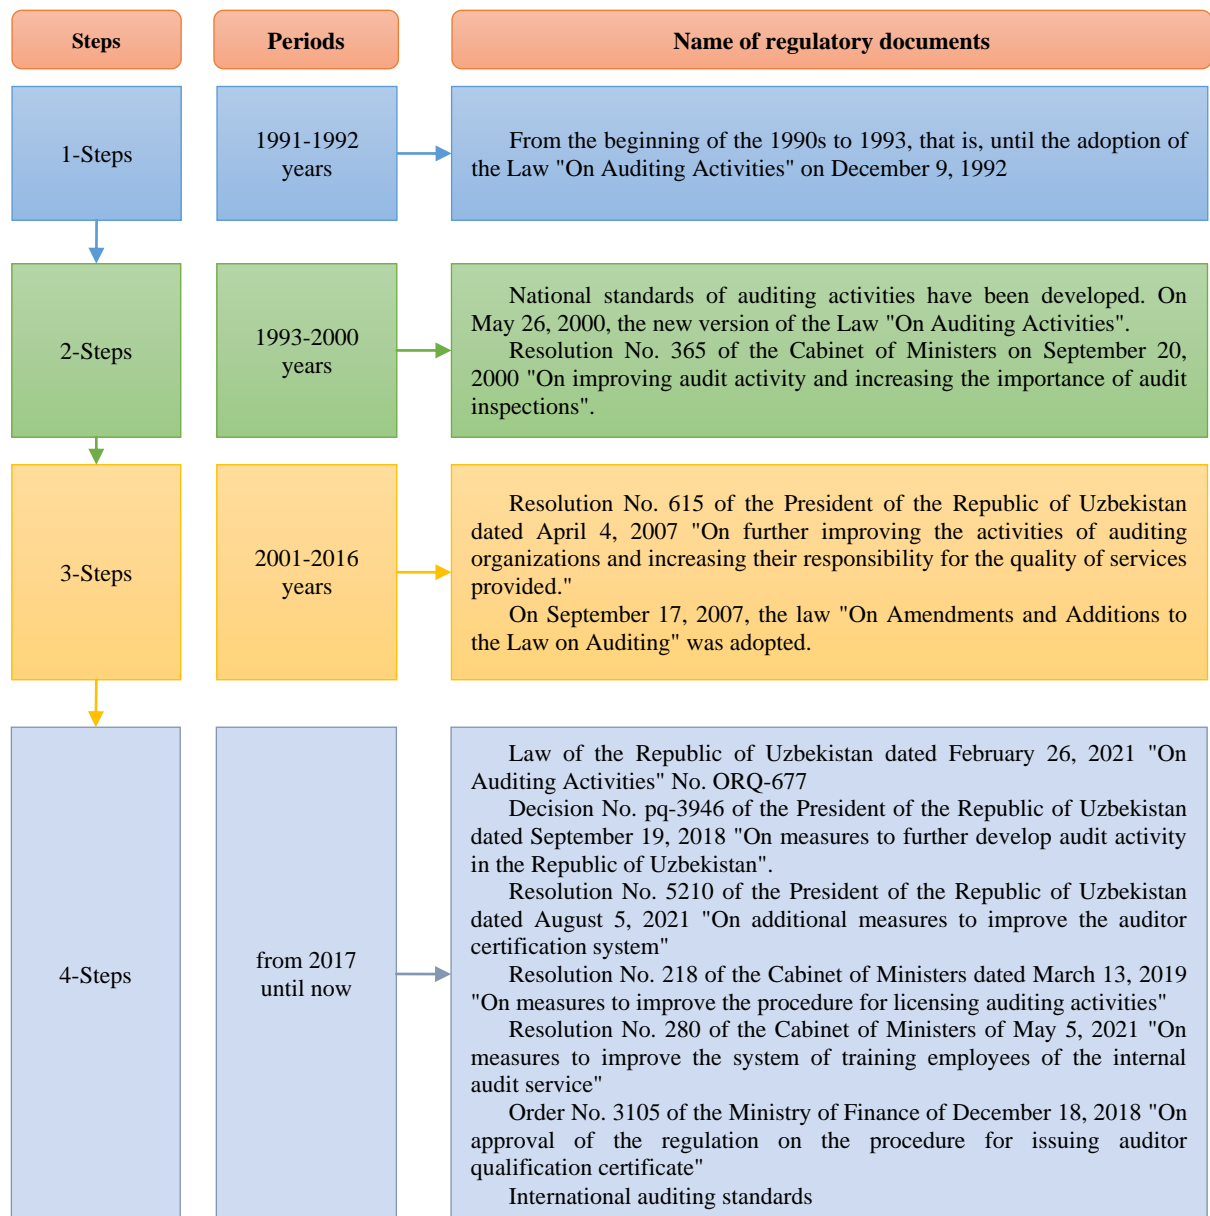 Steps
Periods
Name of regulatory documents
1-Steps
1991-1992
years
From the beginning of the 1990s to 1993, that is, until the adoption of
the Law "On Auditing Activities" on December 9, 1992
2-Steps
1993-2000
years
National standards of auditing activities have been developed. On
May 26, 2000, the new version of the Law "On Auditing Activities".
Resolution No. 365 of the Cabinet of Ministers on September 20,
2000 "On improving audit activity and increasing the importance of audit
inspections".
3-Steps
2001-2016
years
Resolution No. 615 of the President of the Republic of Uzbekistan
dated April 4, 2007 "On further improving the activities of auditing
organizations and increasing their responsibility for the quality of services
provided."
On September 17, 2007, the law "On Amendments and Additions to
the Law on Auditing" was adopted.
4-Steps
from 2017
until now
Law of the Republic of Uzbekistan dated February 26, 2021 "On
Auditing Activities" No. ORQ-677
Decision No. pq-3946 of the President of the Republic of Uzbekistan
dated September 19, 2018 "On measures to further develop audit activity
in the Republic of Uzbekistan".
Resolution No. 5210 of the President of the Republic of Uzbekistan
dated August 5, 2021 "On additional measures to improve the auditor
certification system"
Resolution No. 218 of the Cabinet of Ministers dated March 13, 2019
"On measures to improve the procedure for licensing auditing activities"
Resolution No. 280 of the Cabinet of Ministers of May 5, 2021 "On
measures to improve the system of training employees of the internal
audit service"
Order No. 3105 of the Ministry of Finance of December 18, 2018 "On
approval of the regulation on the procedure for issuing auditor
qualification certificate"
International auditing standards